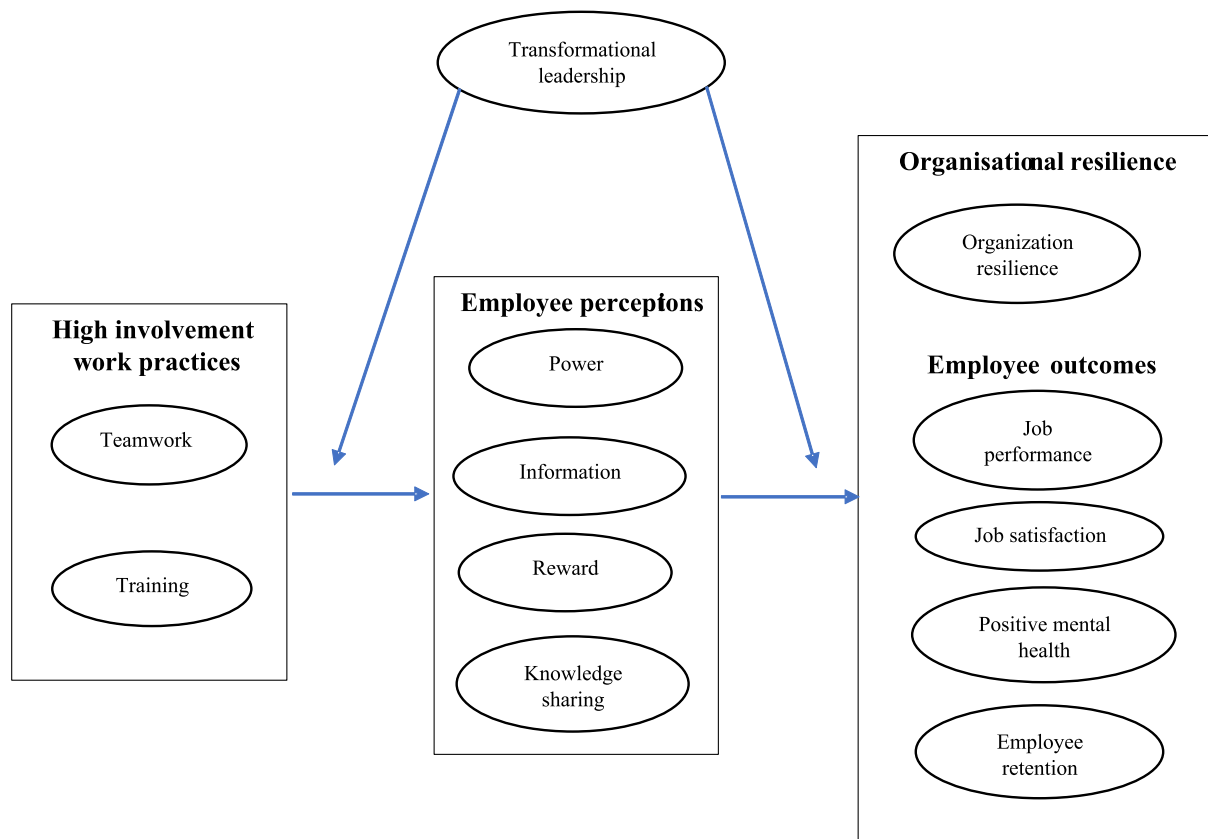 Transformational
leadership
High involvement
work practices
Teamwork
Training
Employee perceptions
Power
Information
Reward
Knowledge
sharing
Organisational resilience
Organization
resilience
Employee outcomes
Job
performance
Job satisfaction
Positive mental
health
Employee
retention